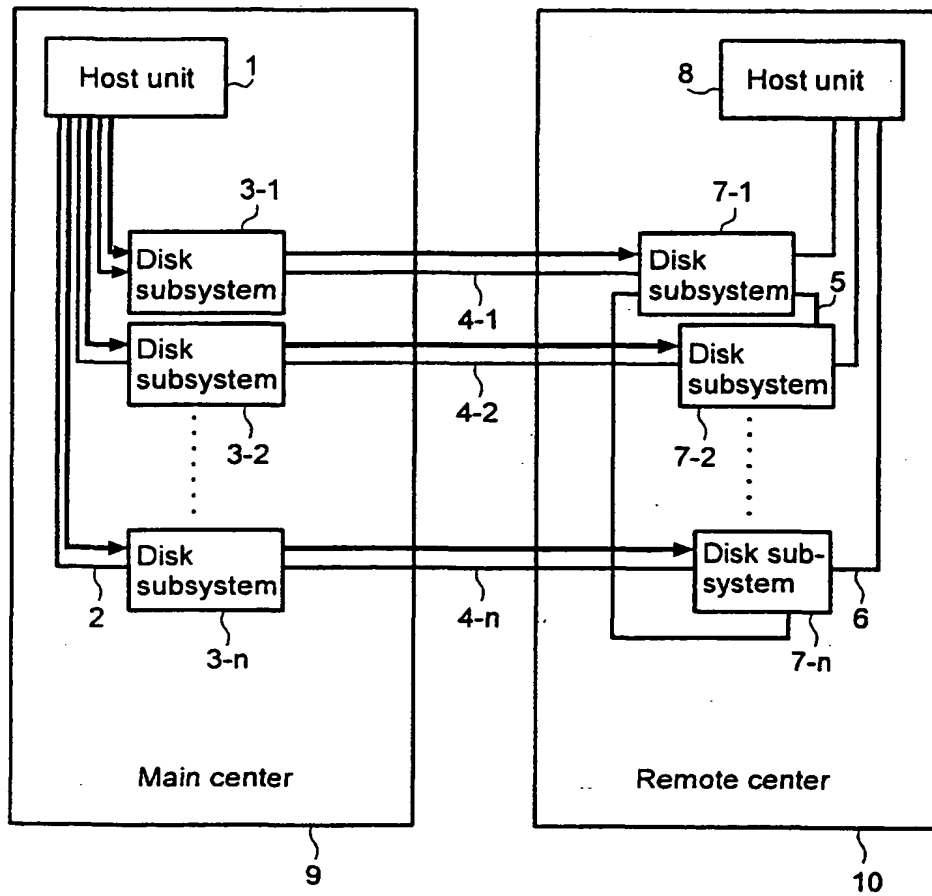 Host unit
1
8
Host unit
3-1
7-1
Disk
subsystem
Disk
subsystem
5
4-1
Disk
subsystem
Disk
subsystem
4-2
3-2
7-2
Disk
subsystem
Disk sub-
system
2
4-n
6
3-n
7-n
Main center
Remote center
9
10